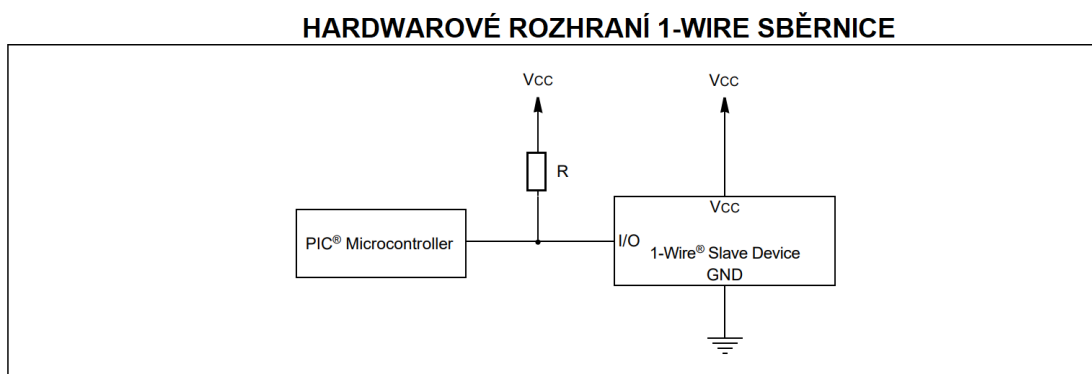 HARDWAROVÉ ROZHRANÍ 1-WIRE SBĚRNICE
VCC
VCC
R
VCC
PIC® Microcontroller
I/O
1-Wire® Slave Device
GND